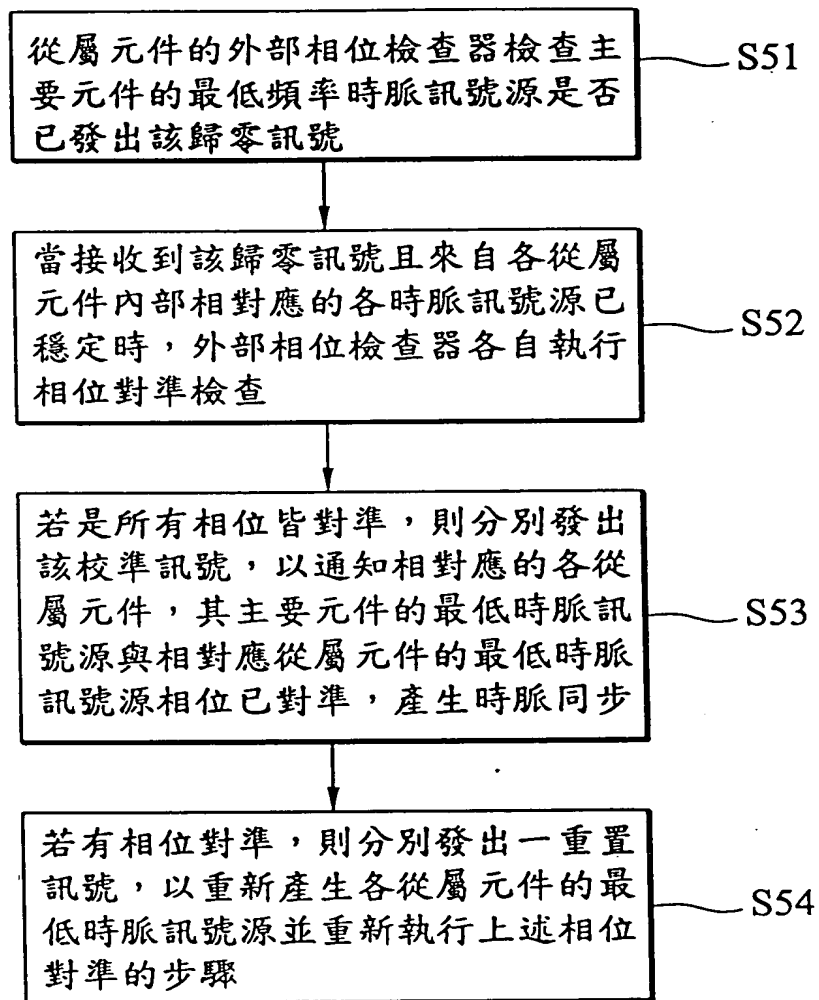 從屬元件的外部相位檢查器檢查主
要元件的最低頻率時脈訊號源是否
已發出該歸零訊號
S51
當接收到該歸零訊號且來自各從屬
元件內部相對應的各時脈訊號源已
穩定時，外部相位檢查器各自執行
相位對準檢查
S52
若是所有相位皆對準，則分別發出
該校準訊號，以通知相對應的各從
屬元件，其主要元件的最低時脈訊
號源與相對應從屬元件的最低時脈
訊號源相位已對準，產生時脈同步
S53
若有相位對準，則分別發出一重置
訊號，以重新產生各從屬元件的最
低時脈訊號源並重新執行上述相位
對準的步驟
S54